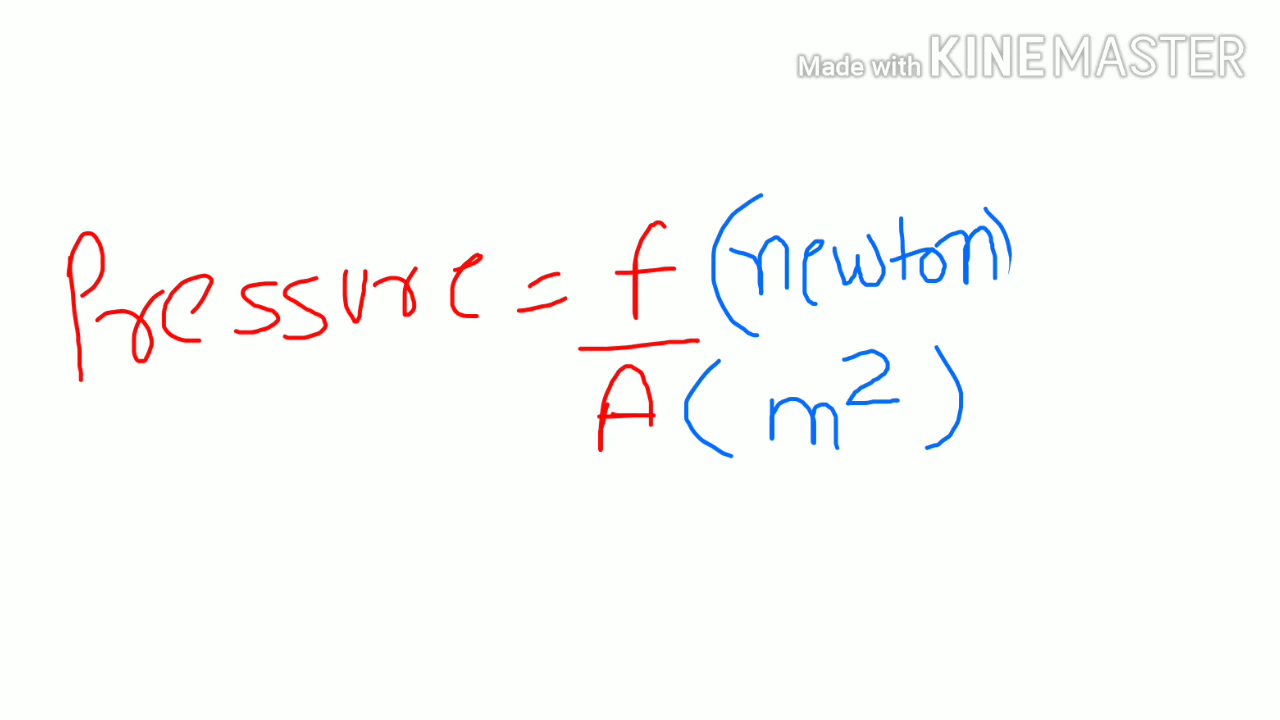 Made with KINEMASTER
Pressure = f (newton)
A (m²)